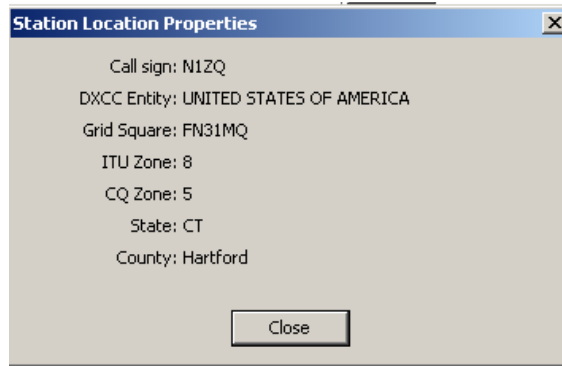 Station Location Properties
Call sign: N1ZQ
DXCC Entity: UNITED STATES OF AMERICA
Grid Square: FN31MQ
ITU Zone: 8
CQ Zone: 5
State: CT
County: Hartford
Close